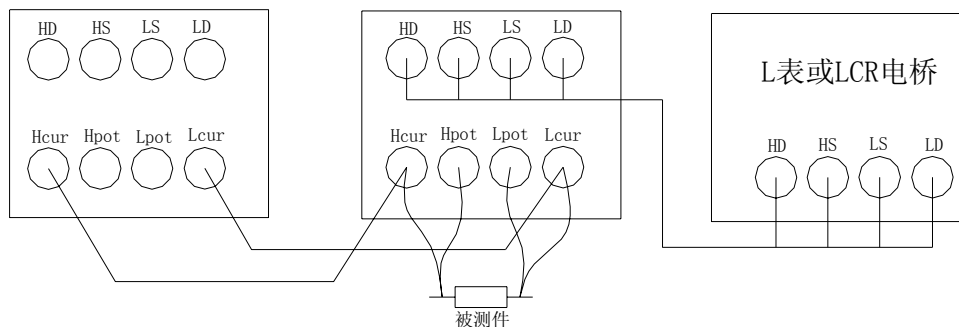 HD HS LS LD
Hcur Hpot Lpot Lcur
HD HS LS LD
Hcur Hpot Lpot Lcur
被测件
L表或LCR电桥
HD HS LS LD